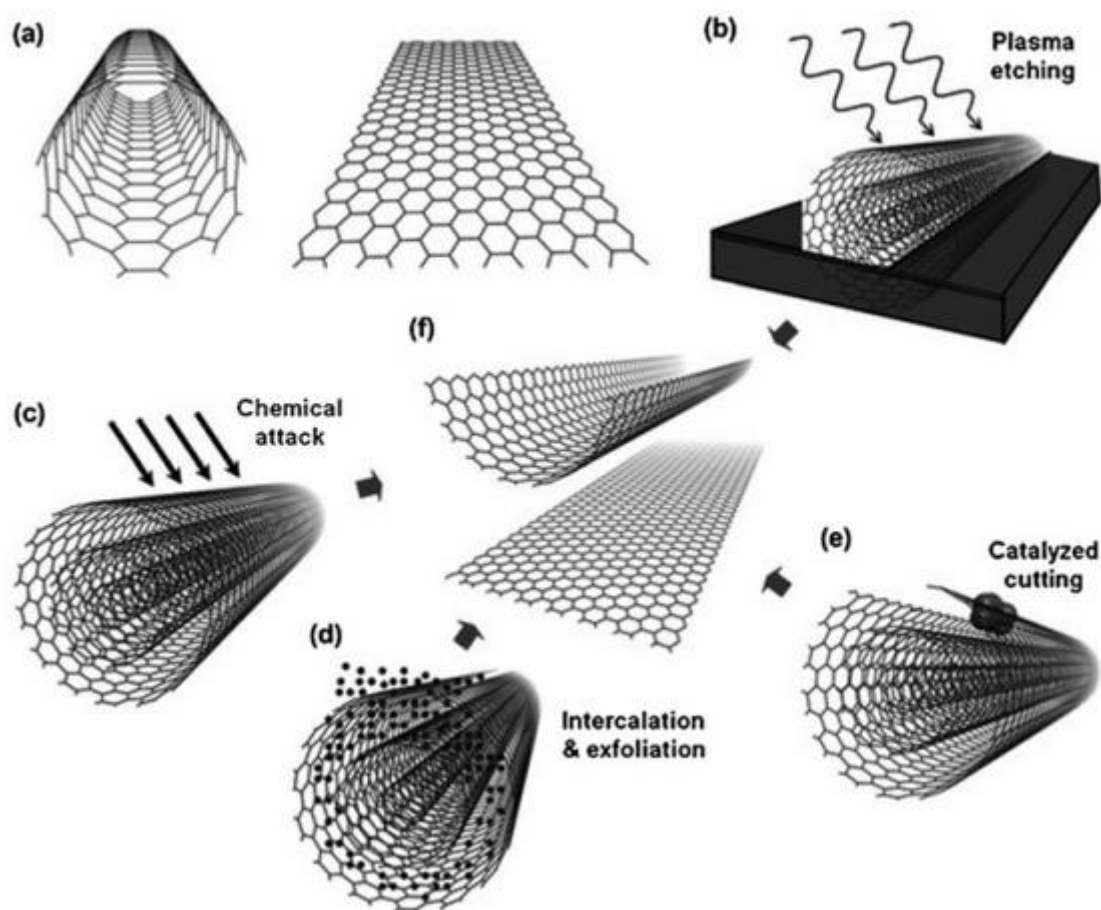 (a)
(b)
Plasma
etching
(f)
(c)
Chemical
attack
(e)
Catalyzed
cutting
(d)
Intercalation
& exfoliation